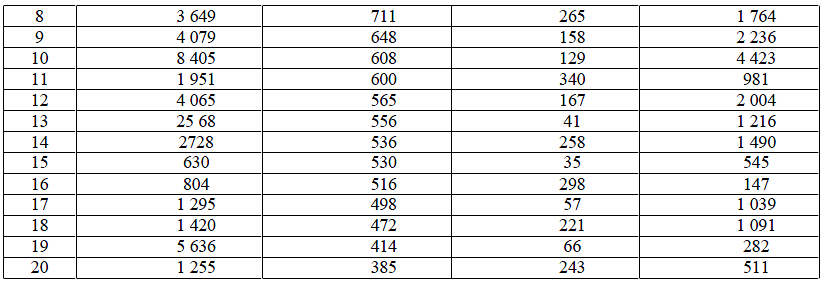 8 3 649 711 265 1 764
9 4 079 648 158 2 236
10 8 405 608 129 4 423
11 1 951 600 340 981
12 4 065 565 167 2 004
13 25 68 556 41 1 216
14 2728 536 258 1 490
15 630 530 35 545
16 804 516 298 147
17 1 295 498 57 1 039
18 1 420 472 221 1 091
19 5 636 414 66 282
20 1 255 385 243 511